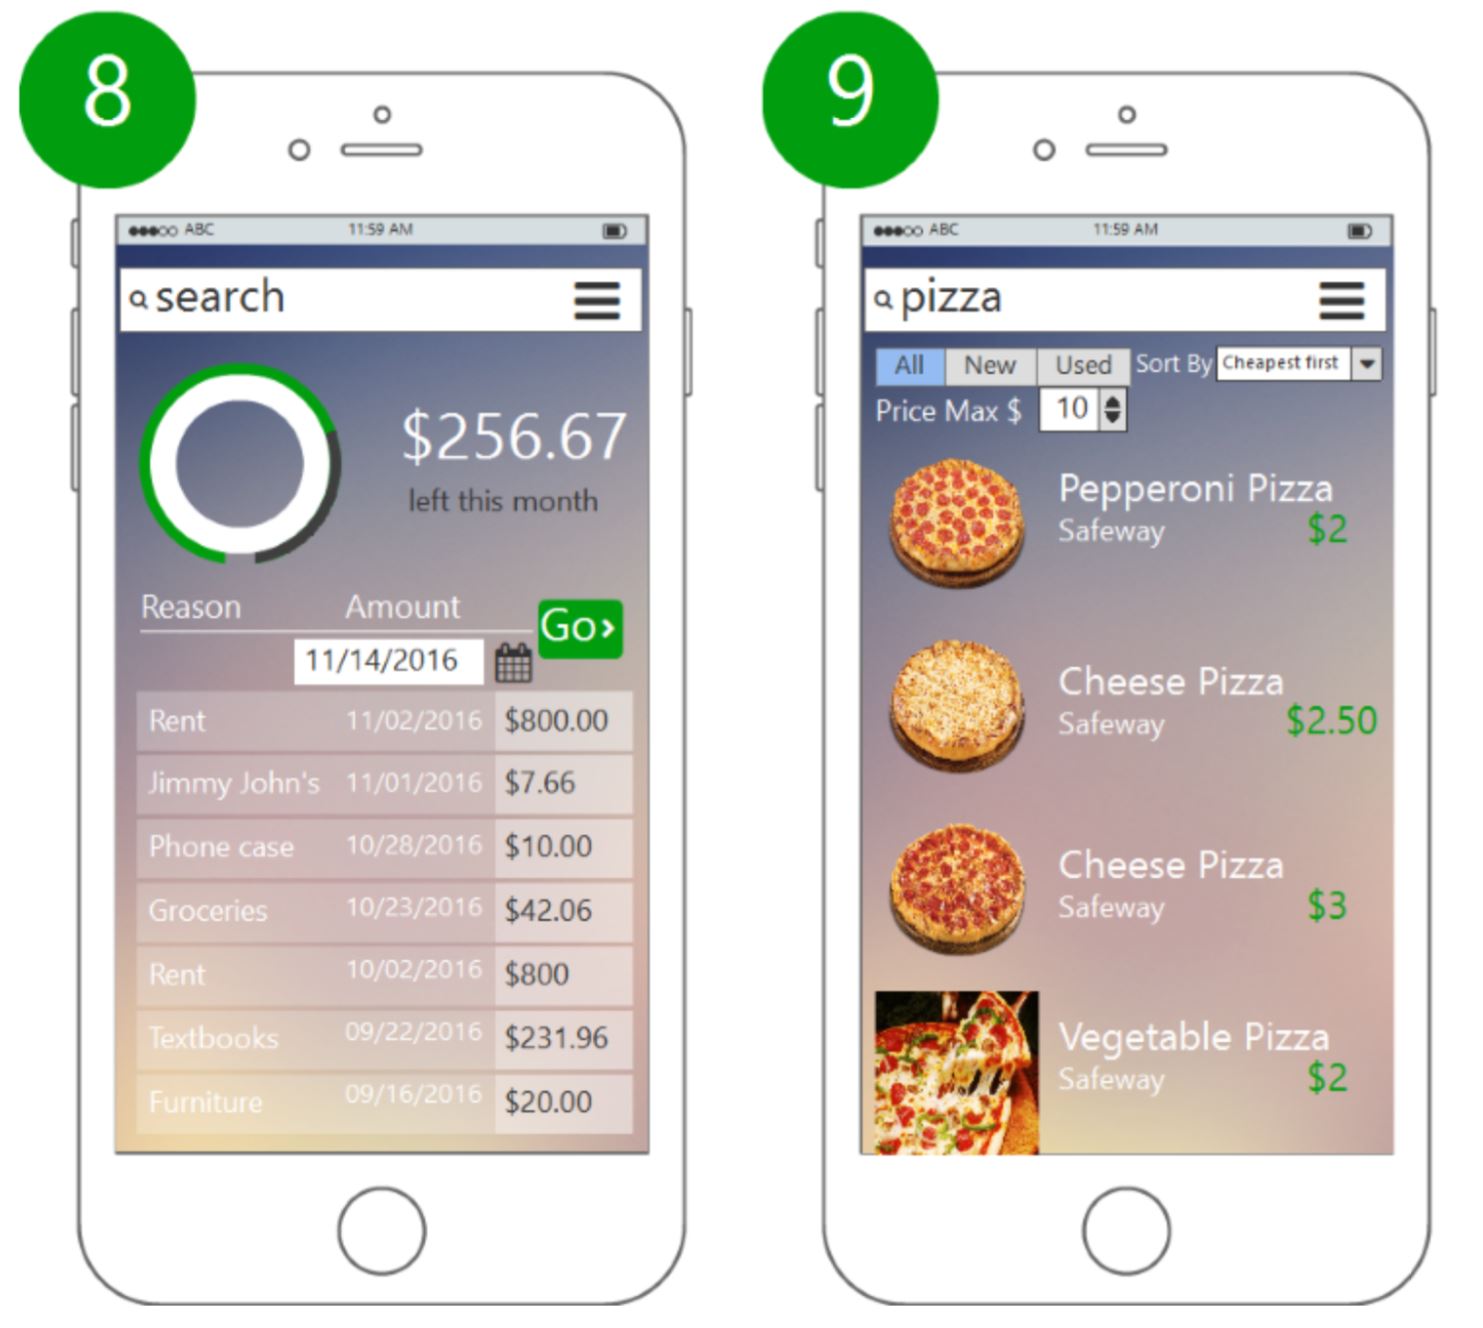 8
●●●○○ ABC 11:59 AM
search
$256.67
left this month
Reason Amount
Go›
11/14/2016
Rent 11/02/2016 $800.00
Jimmy John's 11/01/2016 $7.66
Phone case 10/28/2016 $10.00
Groceries 10/23/2016 $42.06
Rent 10/02/2016 $800
Textbooks 09/22/2016 $231.96
Furniture 09/16/2016 $20.00
9
●●●○○ ABC 11:59 AM
pizza
All New Used Sort By Cheapest first
Price Max $ 10
Pepperoni Pizza
Safeway $2
Cheese Pizza
Safeway $2.50
Cheese Pizza
Safeway $3
Vegetable Pizza
Safeway $2